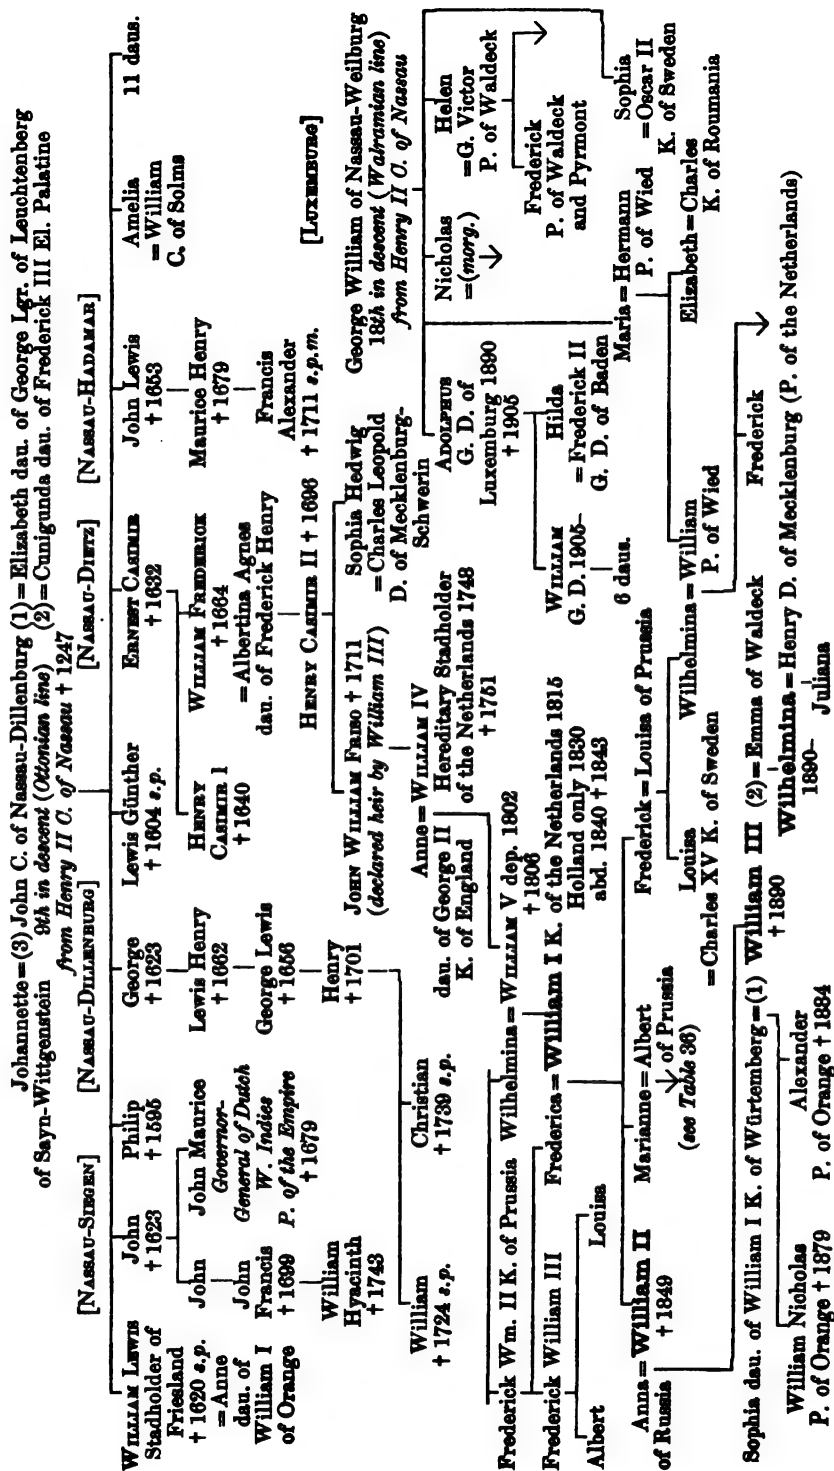 Johannette=(3) John C. of Nassau-Dillenburg (1)=Elizabeth dau. of George Lgr. of Leuchtenberg
of Sayn-Wittgenstein 9th in descent (Ottonian line) (2)=Cunigunda dau. of Frederick III El. Palatine
from Henry II C. of Nassau †1247
[NASSAU-SIEGEN] [NASSAU-DILLENBURG] [NASSAU-DIETZ] [NASSAU-HADAMAR]
WILLIAM LEWIS
Stadholder of
Friesland
†1620 s.p.
=Anne
dau. of
William I
of Orange
John
†1623
Philip
†1595
George
†1623
Lewis Günther
†1604 s.p.
ERNEST CASIMIR
†1632
John Lewis
†1653
Amelia
=William
C. of Solms
11 daus.
John
John Maurice
Governor-
General of Dutch
W. Indies
P. of the Empire
†1679
Lewis Henry
†1662
HENRY
CASIMIR I
†1640
WILLIAM FREDERICK
†1664
=Albertina Agnes
dau. of Frederick Henry
Maurice Henry
†1679
John
Francis
†1699
George Lewis
†1656
Francis
Alexander
†1711 s.p.m.
William
Hyacinth
†1743
Henry
†1701
HENRY CASIMIR II †1696
[LUXEMBURG]
William
†1724 s.p.
Christian
†1739 s.p.
JOHN WILLIAM FRISO †1711
(declared heir by William III)
Sophia Hedwig
=Charles Leopold
D. of Mecklenburg-
Schwerin
George William of Nassau-Weilburg
18th in descent (Walramian line)
from Henry II C. of Nassau
Anne=WILLIAM IV
dau. of George II
K. of England
Hereditary Stadholder
of the Netherlands 1748
†1751
ADOLPHUS
G. D. of
Luxemburg 1890
†1905
Nicholas
=(morg.)
Helen
=G. Victor
P. of Waldeck
Frederick Wm. II K. of Prussia Wilhelmina=WILLIAM V dep. 1802
†1806
Frederick
P. of Waldeck
and Pyrmont
Frederick William III Frederica=William I K. of the Netherlands 1815
Holland only 1830
abd. 1840 †1843
WILLIAM
G. D. 1905–
6 daus.
Hilda
=Frederick II
G. D. of Baden
Albert Louisa
Maria=Hermann
P. of Wied
Sophia
=Oscar II
K. of Sweden
Anna=William II
of Russia †1849
Marianne=Albert
of Prussia
(see Table 36)
Frederick=Louisa of Prussia
Louisa
=Charles XV K. of Sweden
Wilhelmina=William
P. of Wied
Elizabeth=Charles
K. of Roumania
Frederick
Sophia dau. of William I K. of Würtemberg=(1) William III (2)=Emma of Waldeck
†1890
William Nicholas
P. of Orange †1879
Alexander
P. of Orange †1884
Wilhelmina=Henry D. of Mecklenburg (P. of the Netherlands)
1890–
Juliana